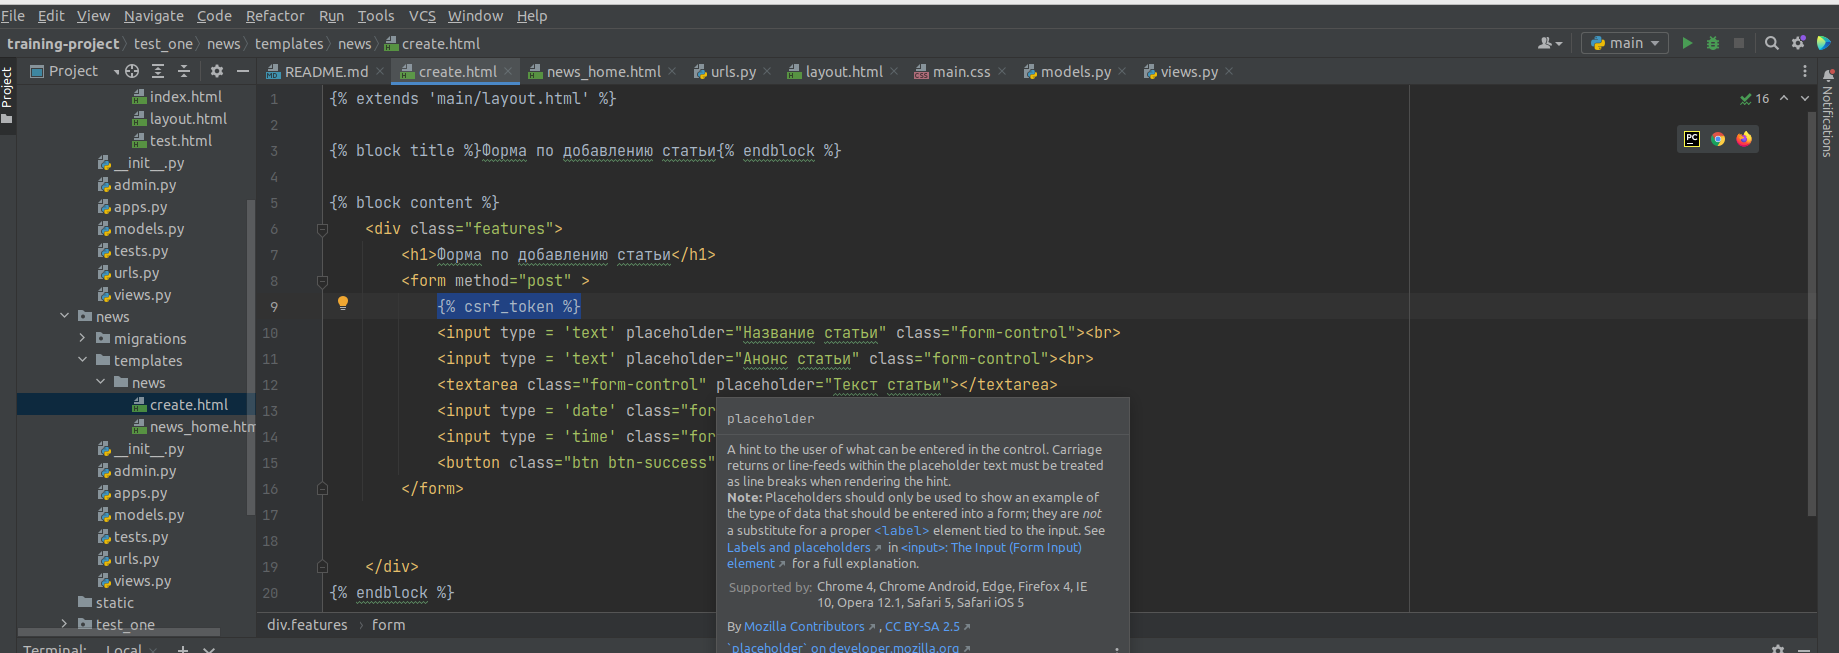 File Edit View Navigate Code Refactor Run Tools VCS Window Help
training-project test_one news templates news create.html main
Project README.md create.html news_home.html urls.py layout.html main.css models.py views.py
Project
Notifications
index.html
layout.html
test.html
__init__.py
admin.py
apps.py
models.py
tests.py
urls.py
views.py
news
migrations
templates
news
create.html
news_home.htm
__init__.py
admin.py
apps.py
models.py
tests.py
urls.py
views.py
static
test_one
16
1 {% extends 'main/layout.html' %}
2
3 {% block title %}Форма по добавлению статьи{% endblock %}
4
5 {% block content %}
6 <div class="features">
7 <h1>Форма по добавлению статьи</h1>
8 <form method="post" >
9 {% csrf_token %}
10 <input type = 'text' placeholder="Название статьи" class="form-control"><br>
11 <input type = 'text' placeholder="Анонс статьи" class="form-control"><br>
12 <textarea class="form-control" placeholder="Текст статьи"></textarea>
13 <input type = 'date' class="for
14 <input type = 'time' class="for
15 <button class="btn btn-success"
16 </form>
17
18
19 </div>
20 {% endblock %}
placeholder
A hint to the user of what can be entered in the control. Carriage
returns or line-feeds within the placeholder text must be treated
as line breaks when rendering the hint.
Note: Placeholders should only be used to show an example of
the type of data that should be entered into a form; they are not
a substitute for a proper <label> element tied to the input. See
Labels and placeholders in <input>: The Input (Form Input)
element for a full explanation.
Supported by: Chrome 4, Chrome Android, Edge, Firefox 4, IE
10, Opera 12.1, Safari 5, Safari iOS 5
By Mozilla Contributors, CC BY-SA 2.5
`placeholder` on developer.mozilla.org
div.features form
Terminal: Local